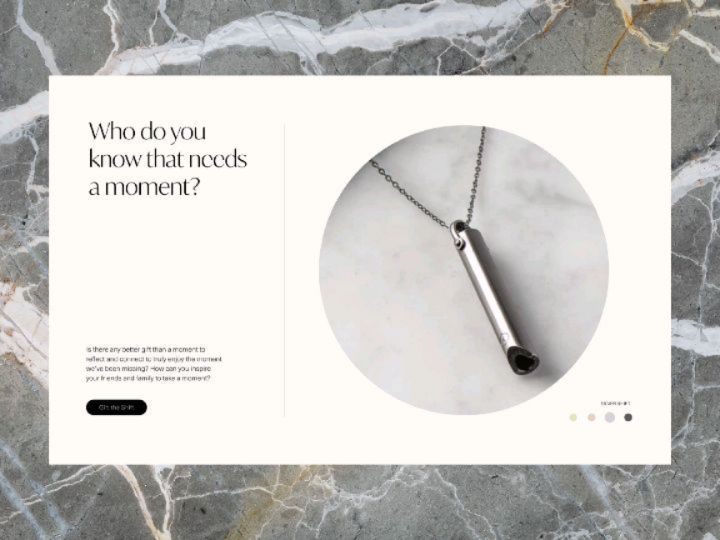 Who do you
know that needs
a moment?
Is there any better gift than a moment to
reflect and connect to truly enjoy the moment
we've been missing? How can you inspire
your friends and family to take a moment?
Gift the Shift
SILVER SHIFT